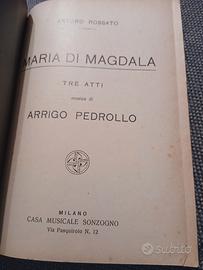 ARTURO ROSSATO
MARIA DI MAGDALA
TRE ATTI
musica di
ARRIGO PEDROLLO
MILANO
CASA MUSICALE SONZOGNO
Via Pasquirolo N. 12
subito